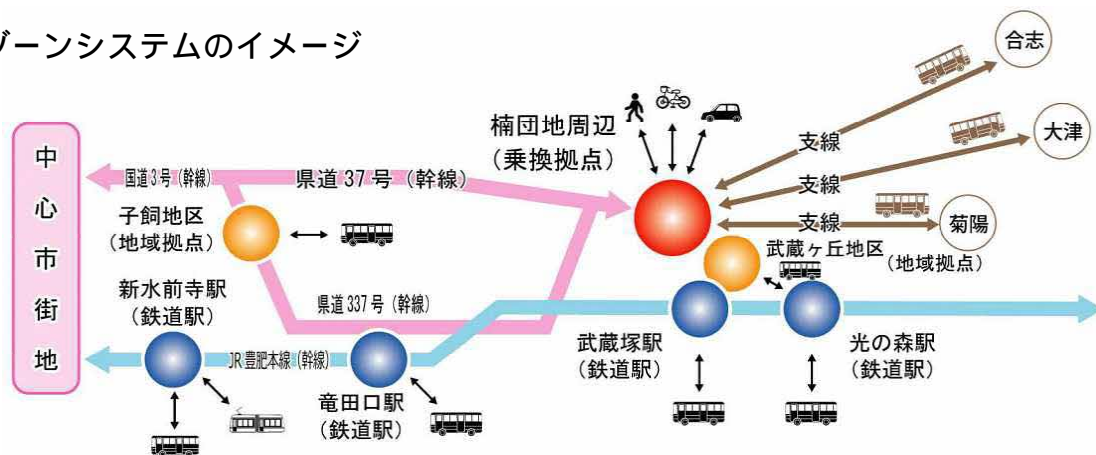 ゾーンシステムのイメージ
合志
大津
菊陽
支線
支線
支線
楠団地周辺
(乗換拠点)
中心市街地
国道3号(幹線)
県道37号(幹線)
子飼地区
(地域拠点)
武蔵ヶ丘地区
(地域拠点)
新水前寺駅
(鉄道駅)
県道337号(幹線)
JR豊肥本線(幹線)
竜田口駅
(鉄道駅)
武蔵塚駅
(鉄道駅)
光の森駅
(鉄道駅)